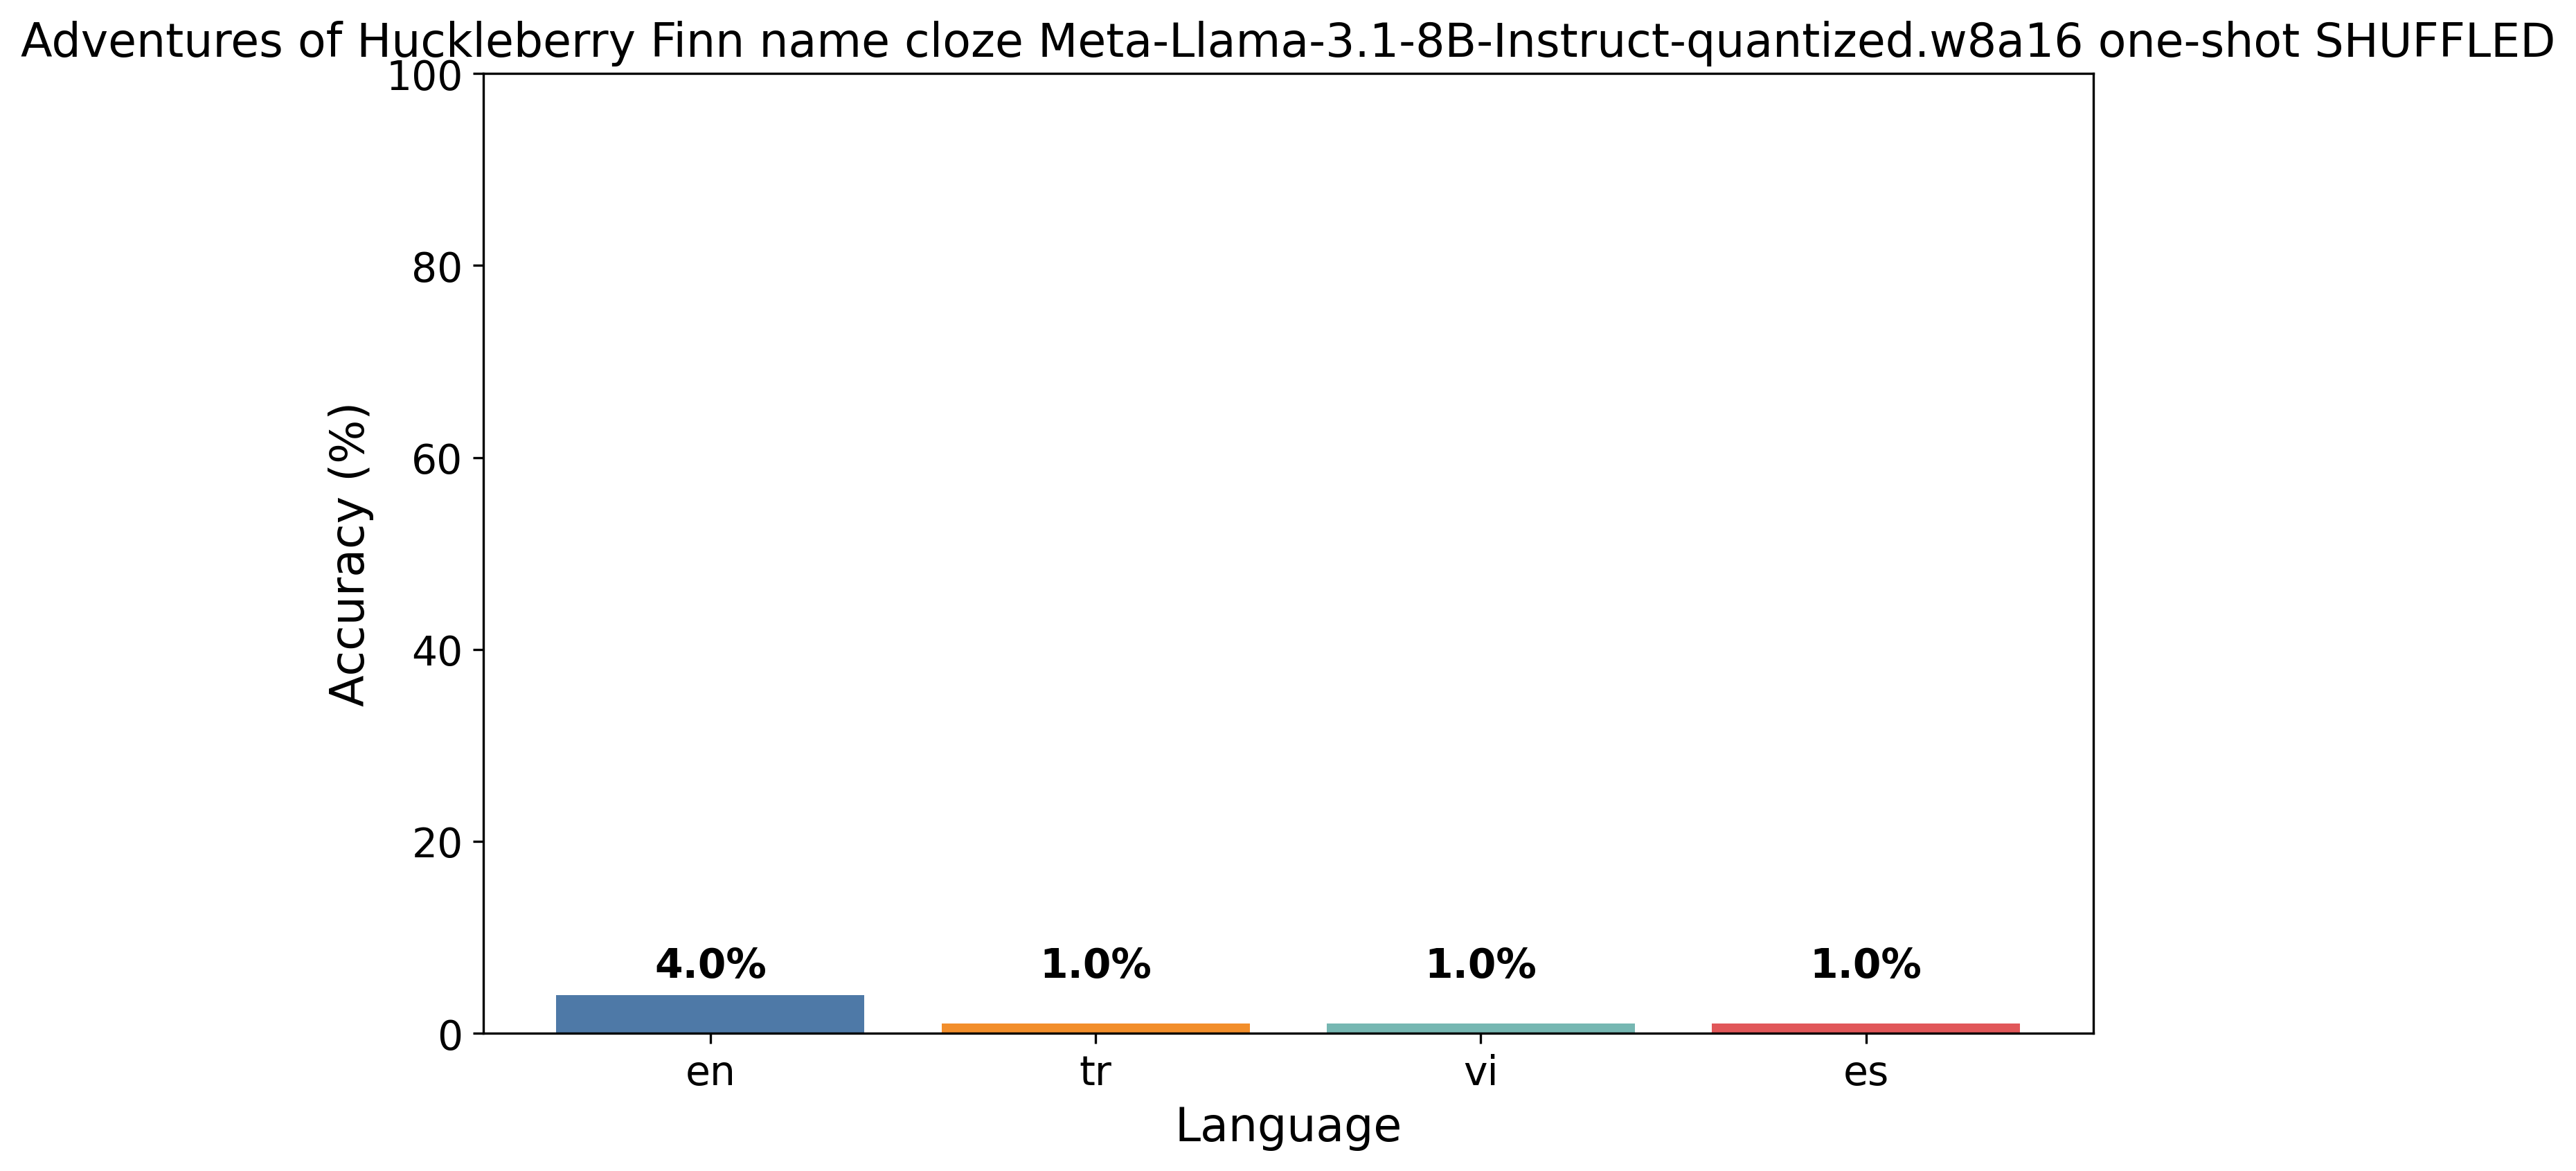 Adventures of Huckleberry Finn name cloze Meta-Llama-3.1-8B-Instruct-quantized.w8a16 one-shot SHUFFLED
100
80
60
40
20
0
Accuracy (%)
4.0% 1.0% 1.0% 1.0%
en tr vi es
Language